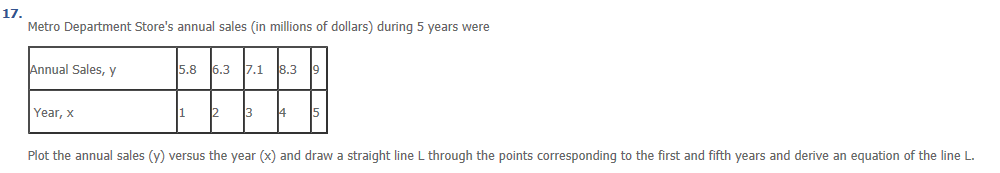 17.
Metro Department Store's annual sales (in millions of dollars) during 5 years were
Annual Sales, y 5.8 6.3 7.1 8.3 9
Year, x 1 2 3 4 5
Plot the annual sales (y) versus the year (x) and draw a straight line L through the points corresponding to the first and fifth years and derive an equation of the line L.